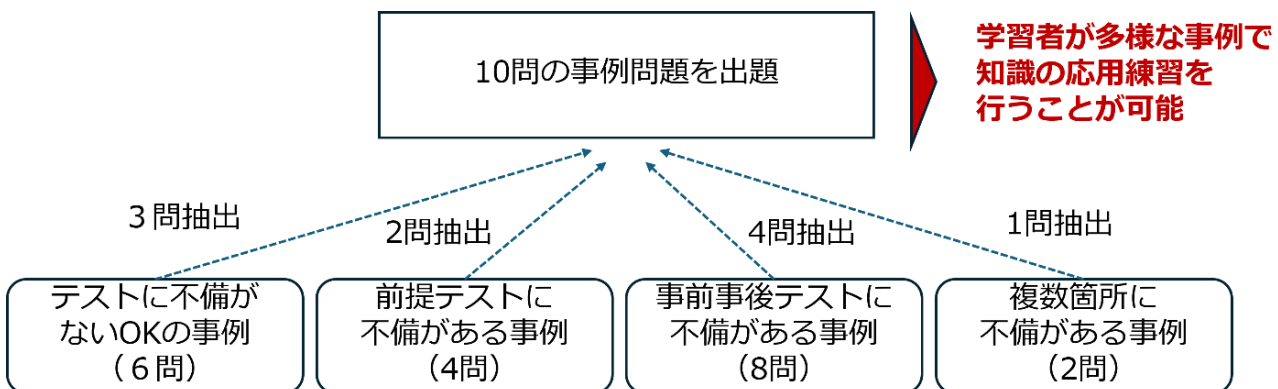 10問の事例問題を出題
学習者が多様な事例で
知識の応用練習を
行うことが可能
３問抽出
2問抽出
4問抽出
1問抽出
テストに不備が
ないOKの事例
（６問）
前提テストに
不備がある事例
（4問）
事前事後テストに
不備がある事例
（8問）
複数箇所に
不備がある事例
（2問）